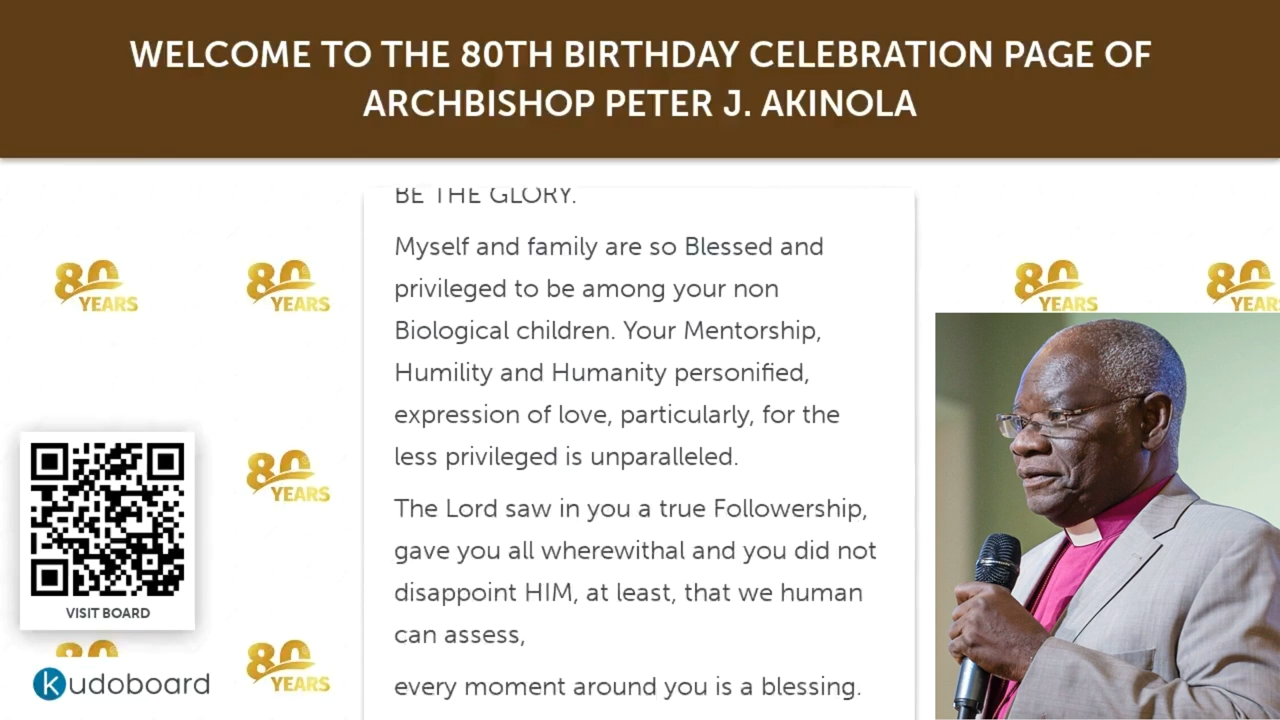 WELCOME TO THE 80TH BIRTHDAY CELEBRATION PAGE OF
ARCHBISHOP PETER J. AKINOLA
BE THE GLORY.
Myself and family are so Blessed and
privileged to be among your non
Biological children. Your Mentorship,
Humility and Humanity personified,
expression of love, particularly, for the
less privileged is unparalleled.
The Lord saw in you a true Followership,
gave you all wherewithal and you did not
disappoint HIM, at least, that we human
can assess,
every moment around you is a blessing.
80
YEARS
80
YEARS
80
YEARS
80
YEARS
80
YEARS
VISIT BOARD
80
80
YEARS
kudoboard